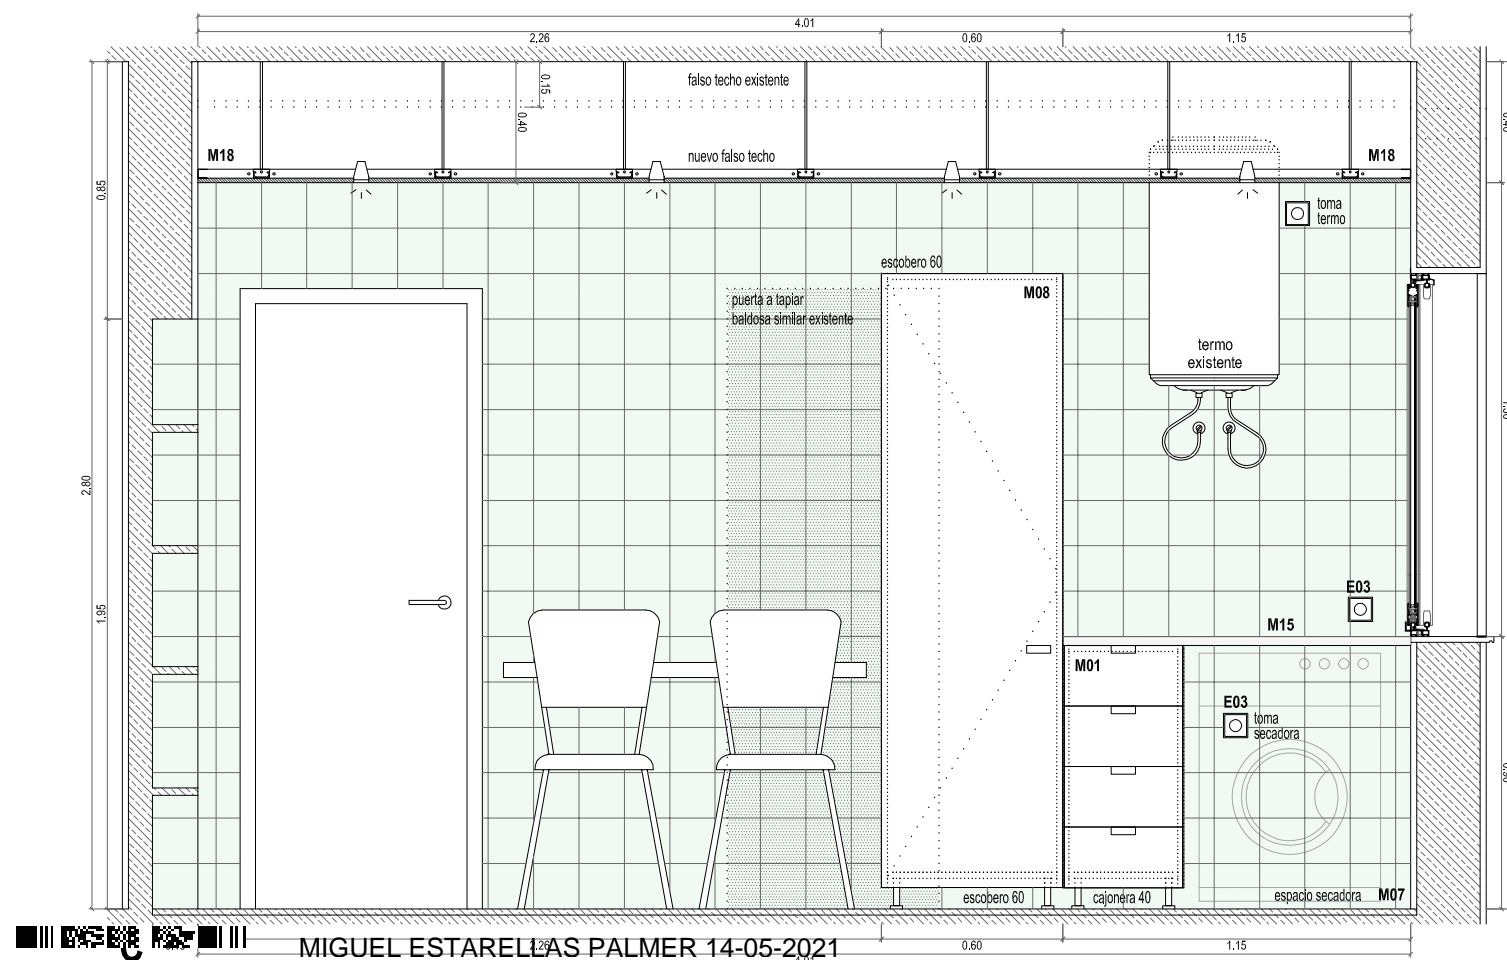 4.01
2,26
0.60
1,15
falso techo existente
0.15
0.40
M18
nuevo falso techo
M18
0.85
toma
termo
escobero 60
M08
puerta a tapiar
baldosa similar existente
termo
existente
2.80
E03
1.95
M15
M01
E03
toma
secadora
escobero 60
cajonera 40
espacio secadora
M07
C
MIGUEL ESTARELLAS PALMER 14-05-2021
2,26
0.60
1.15